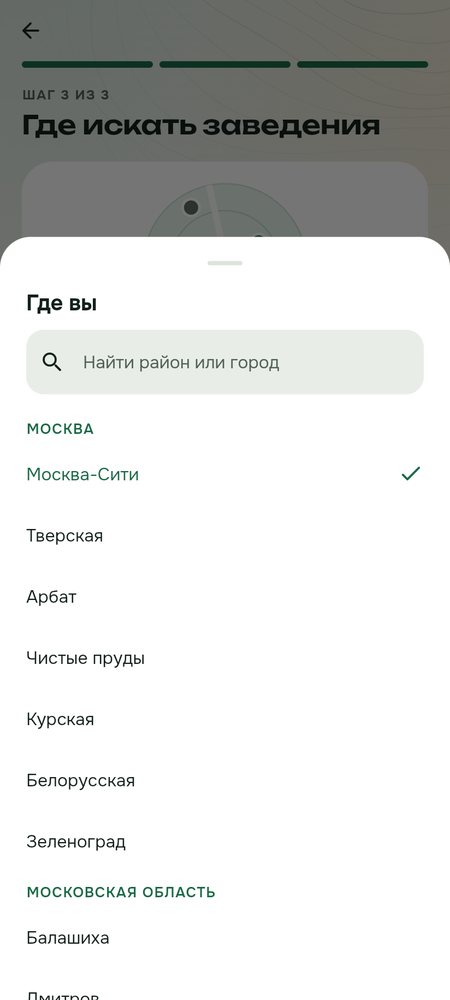 ШАГ 3 ИЗ 3
Где искать заведения
Где вы
Найти район или город
МОСКВА
Москва-Сити
Тверская
Арбат
Чистые пруды
Курская
Белорусская
Зеленоград
МОСКОВСКАЯ ОБЛАСТЬ
Балашиха
Дмитров